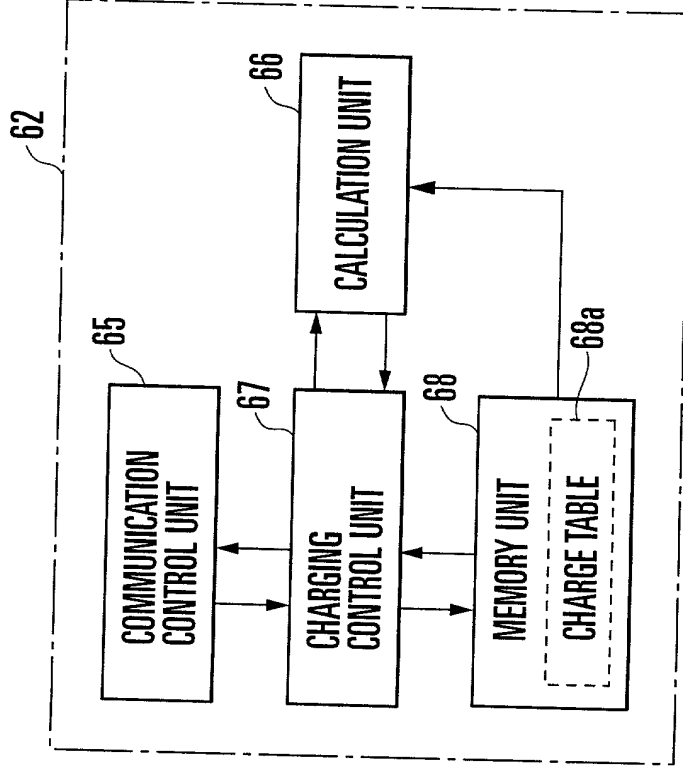 62
65
COMMUNICATION
CONTROL UNIT
67
CHARGING
CONTROL UNIT
66
CALCULATION UNIT
68
MEMORY UNIT
68a
CHARGE TABLE